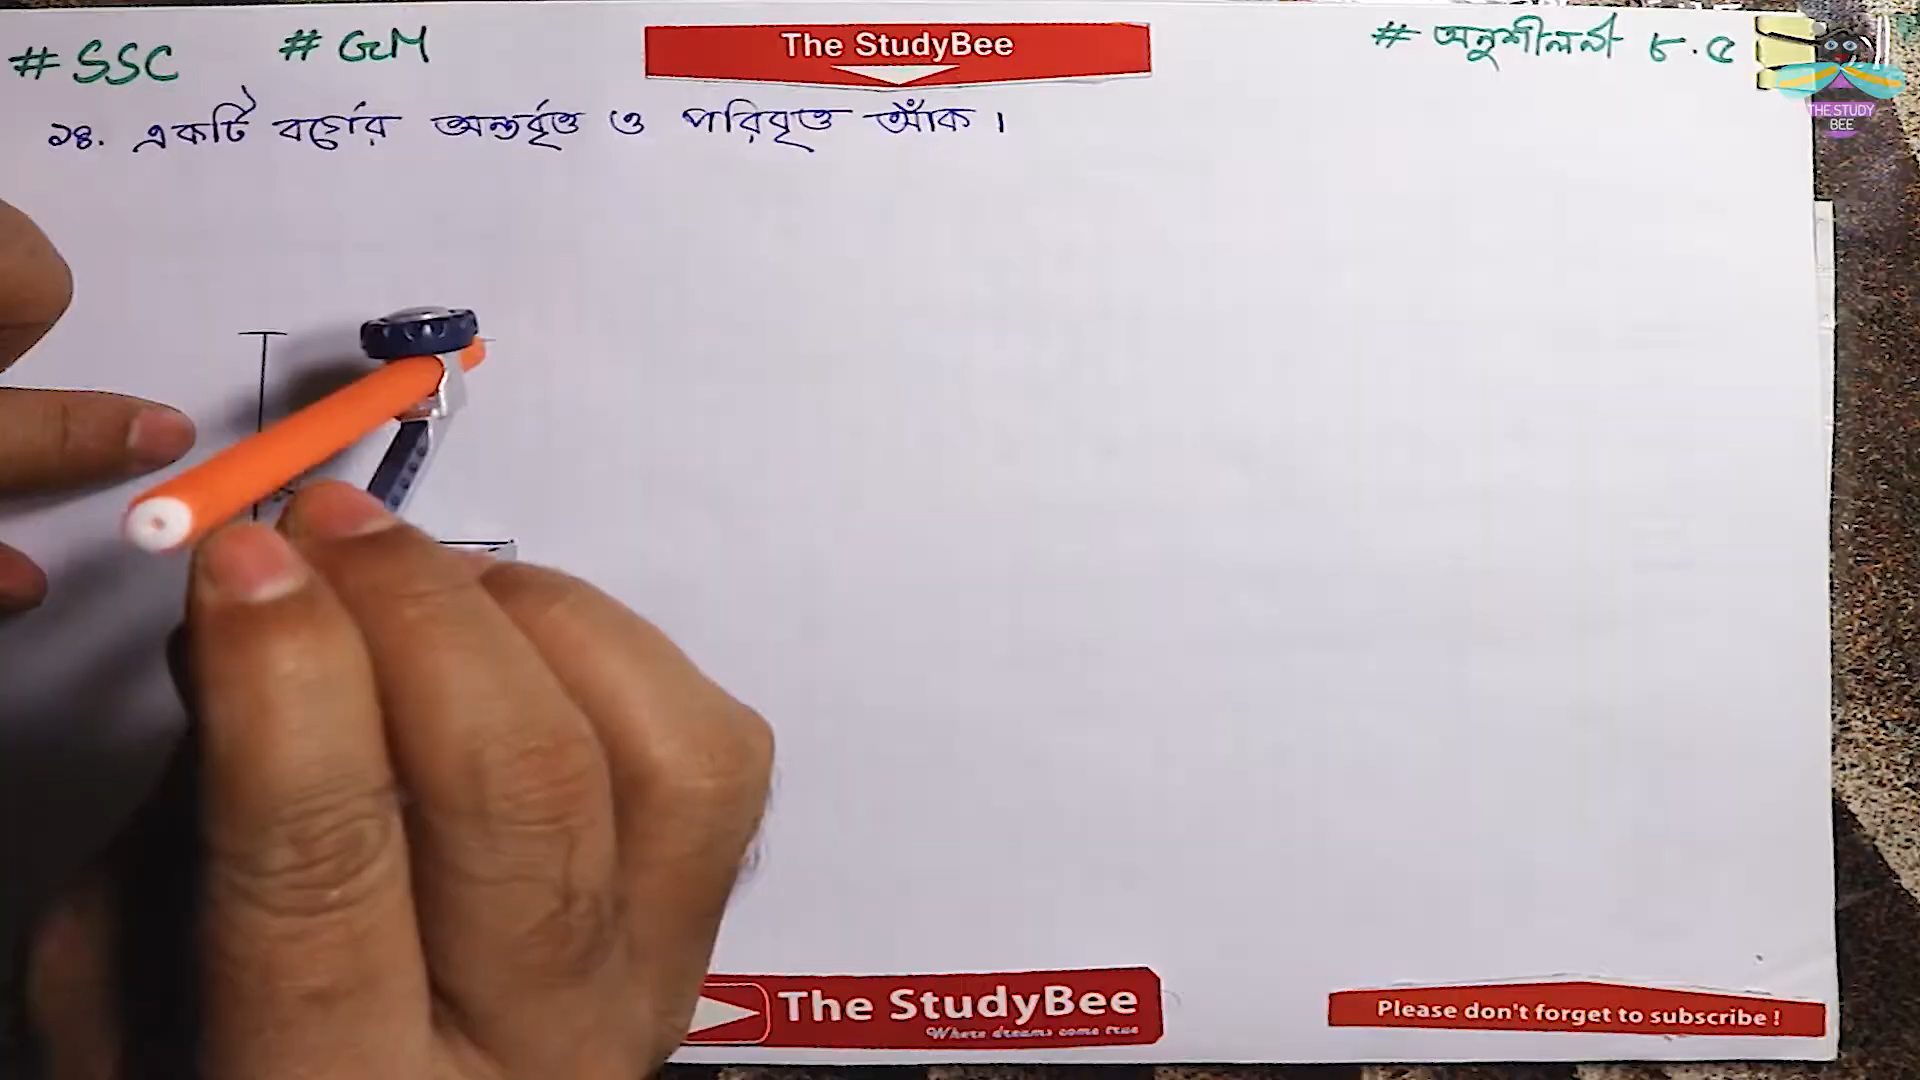 # SSC # GM The StudyBee # অনুশীলনী ৮.৫
THE STUDY
BEE
১৪. একটি বর্গের অন্তর্বৃত্ত ও পরিবৃত্ত আঁক।
The StudyBee
Where dreams come true
Please don't forget to subscribe !